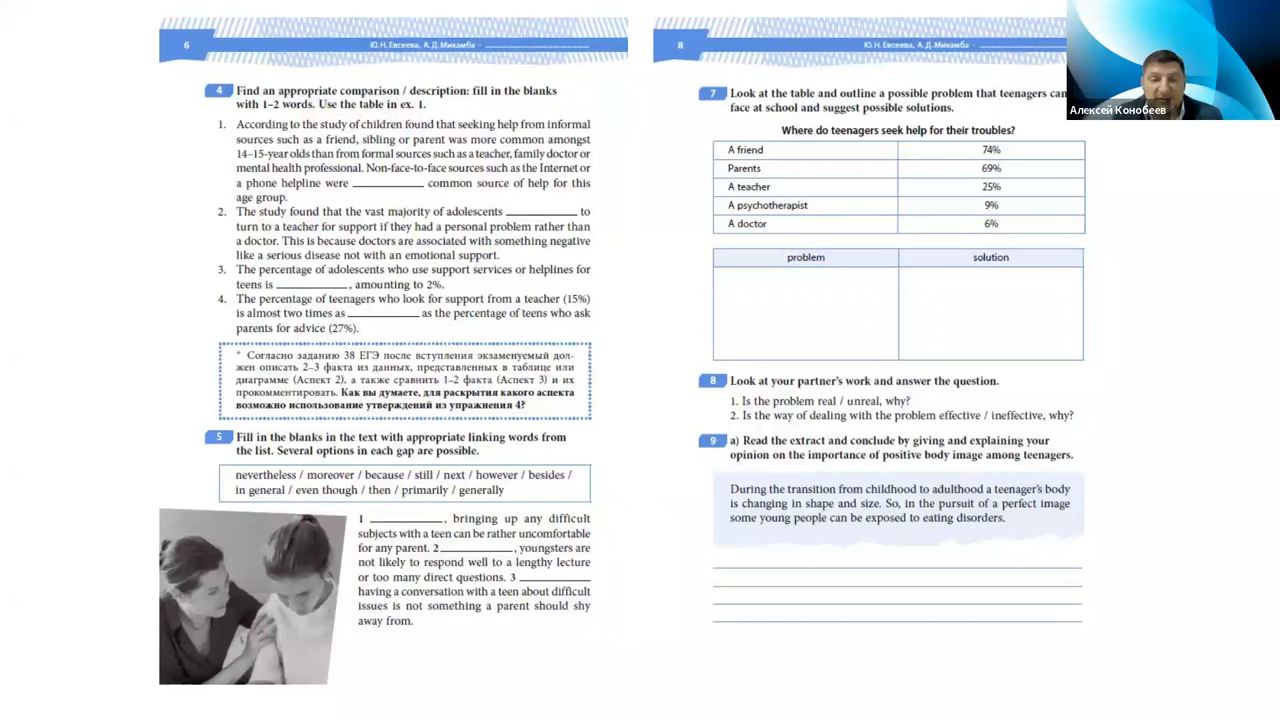 6
Ю. Н. Евсеева, А. Д. Микамба ·
4 Find an appropriate comparison / description: fill in the blanks
with 1–2 words. Use the table in ex. 1.
1. According to the study of children found that seeking help from informal
sources such as a friend, sibling or parent was more common amongst
14–15-year olds than from formal sources such as a teacher, family doctor or
mental health professional. Non-face-to-face sources such as the Internet or
a phone helpline were ____________ common source of help for this
age group.
2. The study found that the vast majority of adolescents ____________ to
turn to a teacher for support if they had a personal problem rather than
a doctor. This is because doctors are associated with something negative
like a serious disease not with an emotional support.
3. The percentage of adolescents who use support services or helplines for
teens is ____________ , amounting to 2%.
4. The percentage of teenagers who look for support from a teacher (15%)
is almost two times as ____________ as the percentage of teens who ask
parents for advice (27%).
* Согласно заданию 38 ЕГЭ после вступления экзаменуемый дол-
жен описать 2–3 факта из данных, представленных в таблице или
диаграмме (Аспект 2), а также сравнить 1–2 факта (Аспект 3) и их
прокомментировать. Как вы думаете, для раскрытия какого аспекта
возможно использование утверждений из упражнения 4?
5 Fill in the blanks in the text with appropriate linking words from
the list. Several options in each gap are possible.
nevertheless / moreover / because / still / next / however / besides /
in general / even though / then / primarily / generally
1 ____________, bringing up any difficult
subjects with a teen can be rather uncomfortable
for any parent. 2 ____________, youngsters are
not likely to respond well to a lengthy lecture
or too many direct questions. 3 ____________
having a conversation with a teen about difficult
issues is not something a parent should shy
away from.
8
Ю. Н. Евсеева, А. Д. Микамба ·
7 Look at the table and outline a possible problem that teenagers can
face at school and suggest possible solutions.
Where do teenagers seek help for their troubles?
A friend 74%
Parents 69%
A teacher 25%
A psychotherapist 9%
A doctor 6%
problem solution
8 Look at your partner's work and answer the question.
1. Is the problem real / unreal, why?
2. Is the way of dealing with the problem effective / ineffective, why?
9 a) Read the extract and conclude by giving and explaining your
opinion on the importance of positive body image among teenagers.
During the transition from childhood to adulthood a teenager's body
is changing in shape and size. So, in the pursuit of a perfect image
some young people can be exposed to eating disorders.
Алексей Конобеев